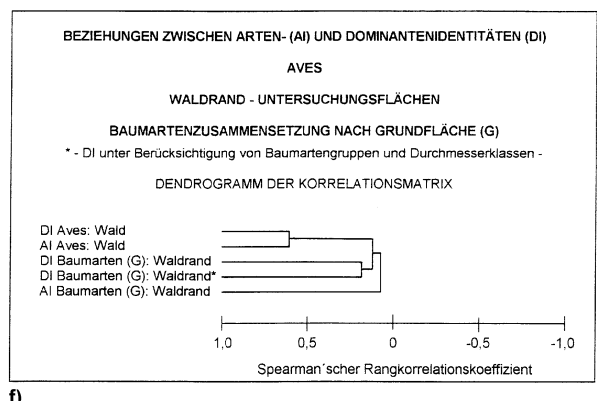 BEZIEHUNGEN ZWISCHEN ARTEN- (AI) UND DOMINANTENIDENTITÄTEN (DI)
AVES
WALDRAND - UNTERSUCHUNGSFLÄCHEN
BAUMARTENZUSAMMENSETZUNG NACH GRUNDFLÄCHE (G)
* - DI unter Berücksichtigung von Baumartengruppen und Durchmesserklassen -
DENDROGRAMM DER KORRELATIONSMATRIX
DI Aves: Wald
AI Aves: Wald
DI Baumarten (G): Waldrand
DI Baumarten (G): Waldrand*
AI Baumarten (G): Waldrand
1,0 0,5 0 -0,5 -1,0
Spearman´scher Rangkorrelationskoeffizient
f)